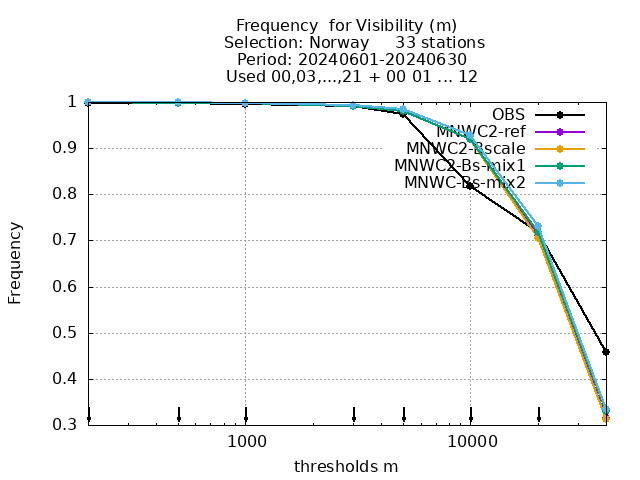 Frequency  for Visibility (m)
Selection: Norway     33 stations
Period: 20240601-20240630
Used 00,03,...,21 + 00 01 ... 12
1
0.9
0.8
0.7
0.6
0.5
0.4
0.3
Frequency
OBS
MNWC2-ref
MNWC2-Bscale
MNWC2-Bs-mix1
MNWC-Bs-mix2
1000
10000
thresholds m